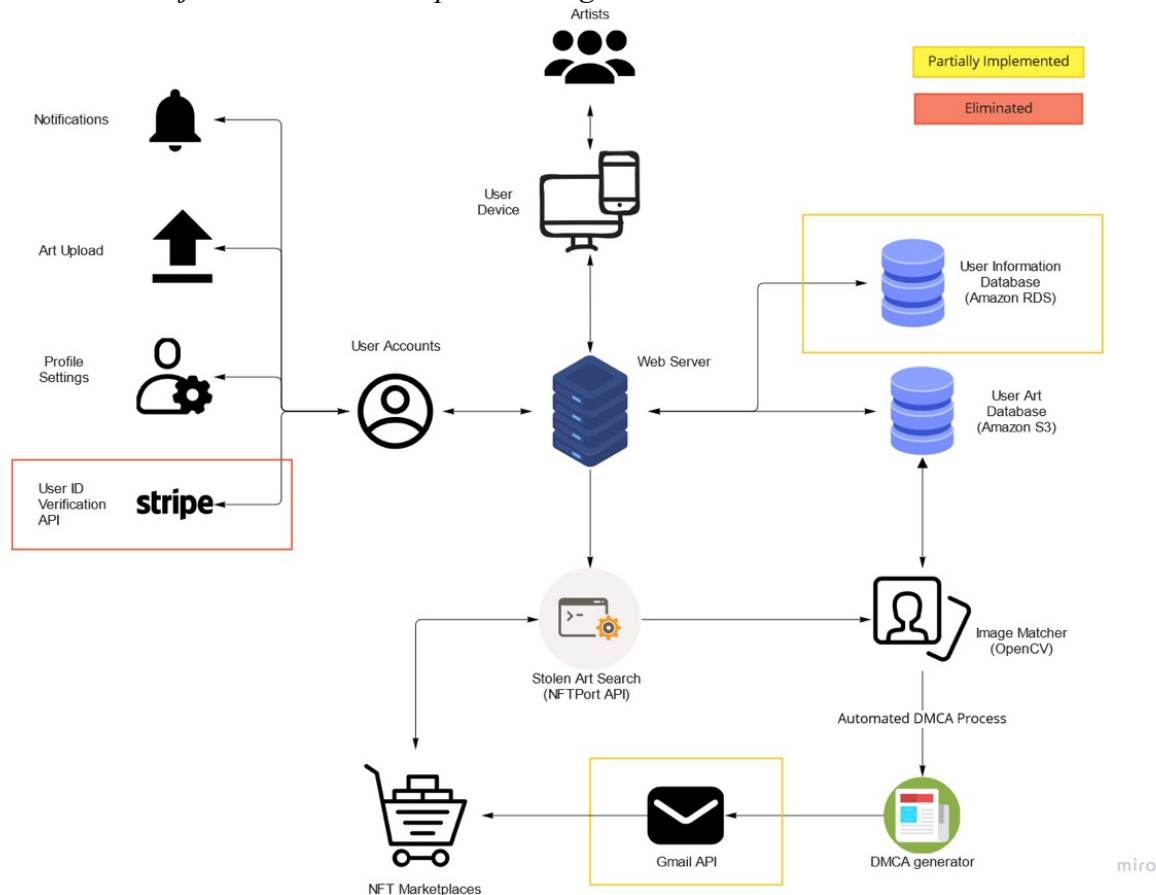 Artists
Partially Implemented
Eliminated
Notifications
User
Device
Art Upload
User Information
Database
(Amazon RDS)
Profile
Settings
User Accounts
Web Server
User Art
Database
(Amazon S3)
User ID
Verification
API
stripe
Stolen Art Search
(NFTPort API)
Image Matcher
(OpenCV)
Automated DMCA Process
NFT Marketplaces
Gmail API
DMCA generator
miro